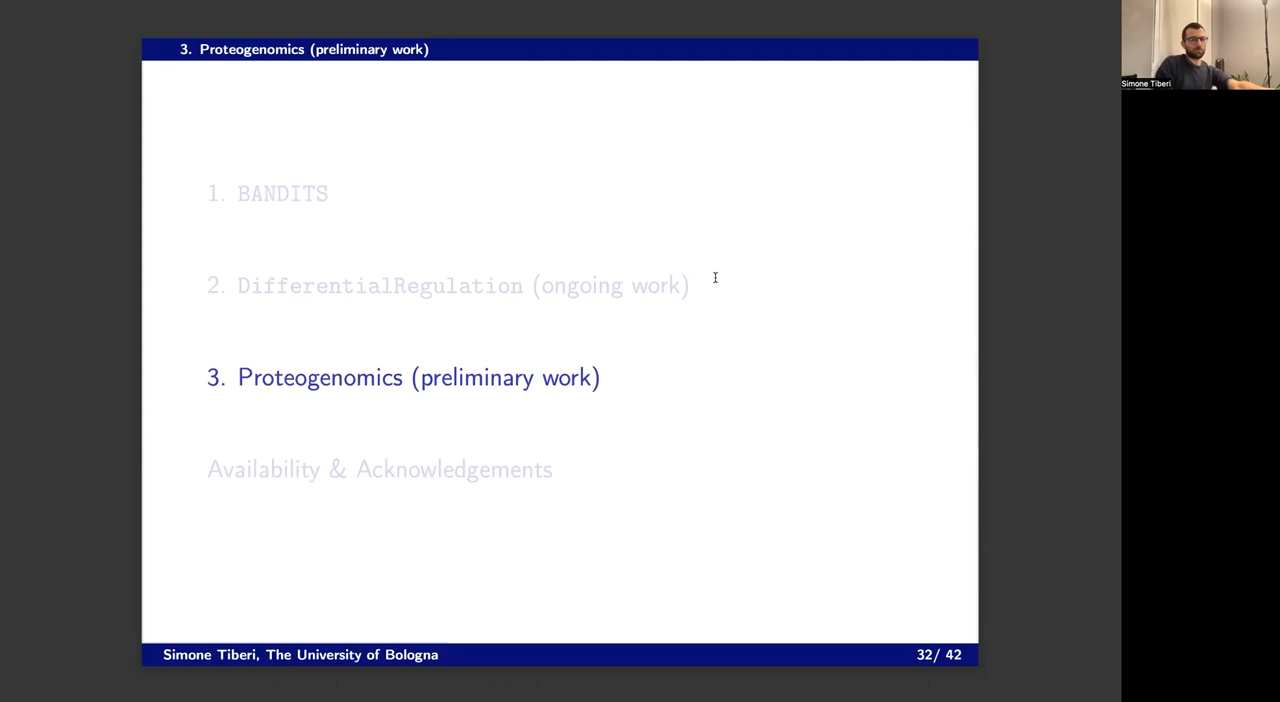 3. Proteogenomics (preliminary work)
Simone Tiberi
1. BANDITS
2. DifferentialRegulation (ongoing work)
3. Proteogenomics (preliminary work)
Availability & Acknowledgements
Simone Tiberi, The University of Bologna
32/ 42